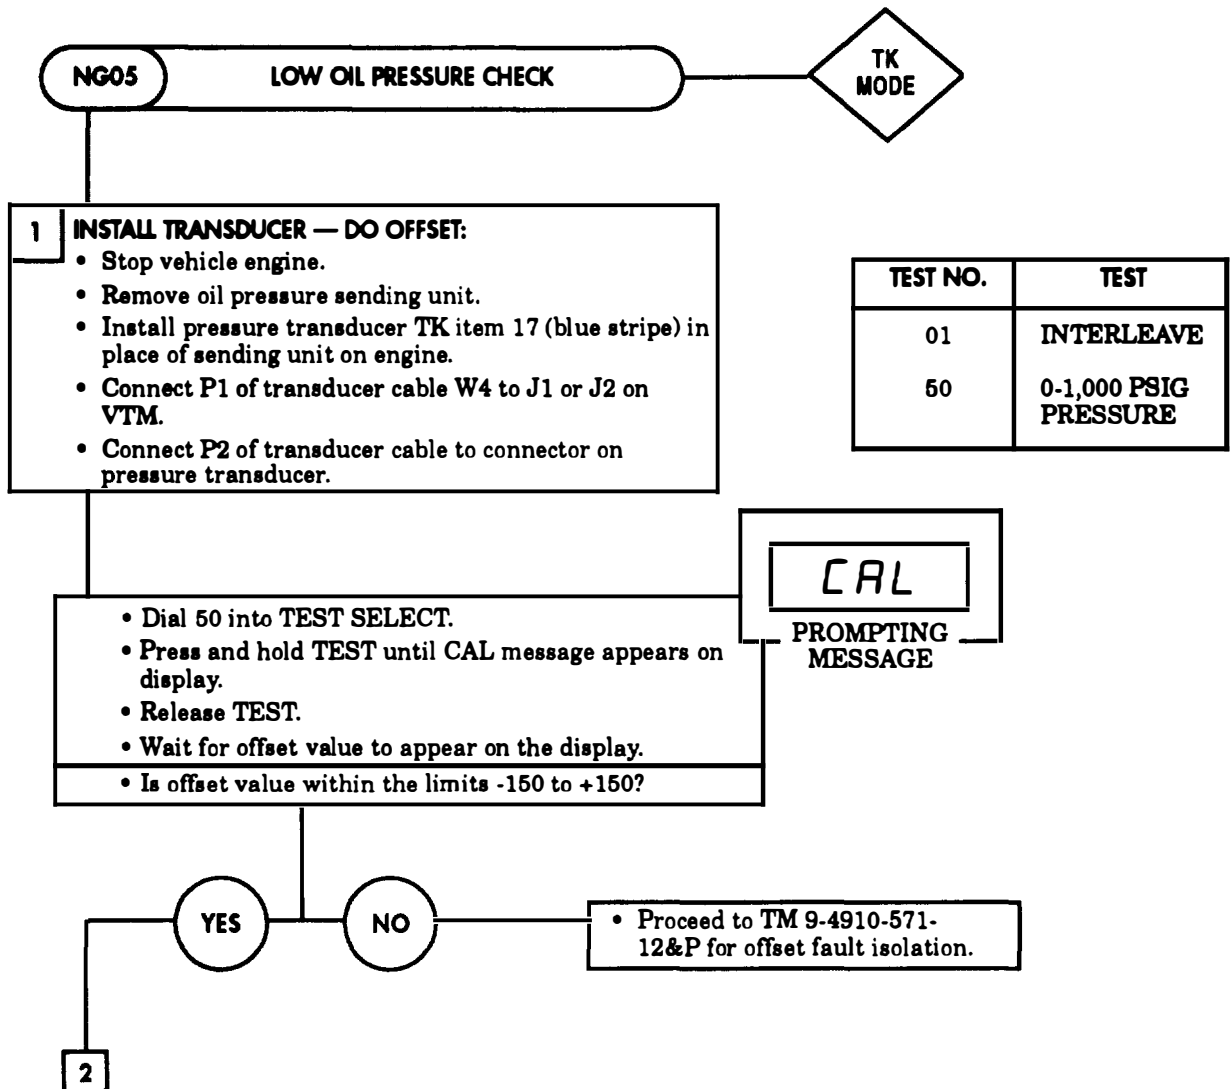 NG05
LOW OIL PRESSURE CHECK
TK
MODE
1
INSTALL TRANSDUCER — DO OFFSET:
• Stop vehicle engine.
• Remove oil pressure sending unit.
• Install pressure transducer TK item 17 (blue stripe) in
place of sending unit on engine.
• Connect P1 of transducer cable W4 to J1 or J2 on
VTM.
• Connect P2 of transducer cable to connector on
pressure transducer.
TEST NO.
TEST
01
INTERLEAVE
50
0-1,000 PSIG
PRESSURE
CAL
PROMPTING
MESSAGE
• Dial 50 into TEST SELECT.
• Press and hold TEST until CAL message appears on
display.
• Release TEST.
• Wait for offset value to appear on the display.
• Is offset value within the limits -150 to +150?
YES
NO
• Proceed to TM 9-4910-571-
12&P for offset fault isolation.
2